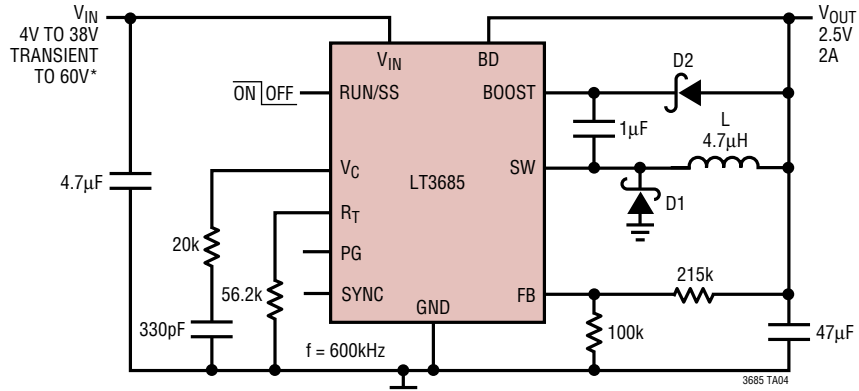 VIN
4V TO 38V
TRANSIENT
TO 60V*
VOUT
2.5V
2A
VIN
BD
D2
ON OFF
RUN/SS
BOOST
L
4.7µH
1µF
4.7µF
VC
LT3685
SW
D1
RT
20k
PG
56.2k
SYNC
GND
FB
215k
330pF
f = 600kHz
100k
47µF
3685 TA04